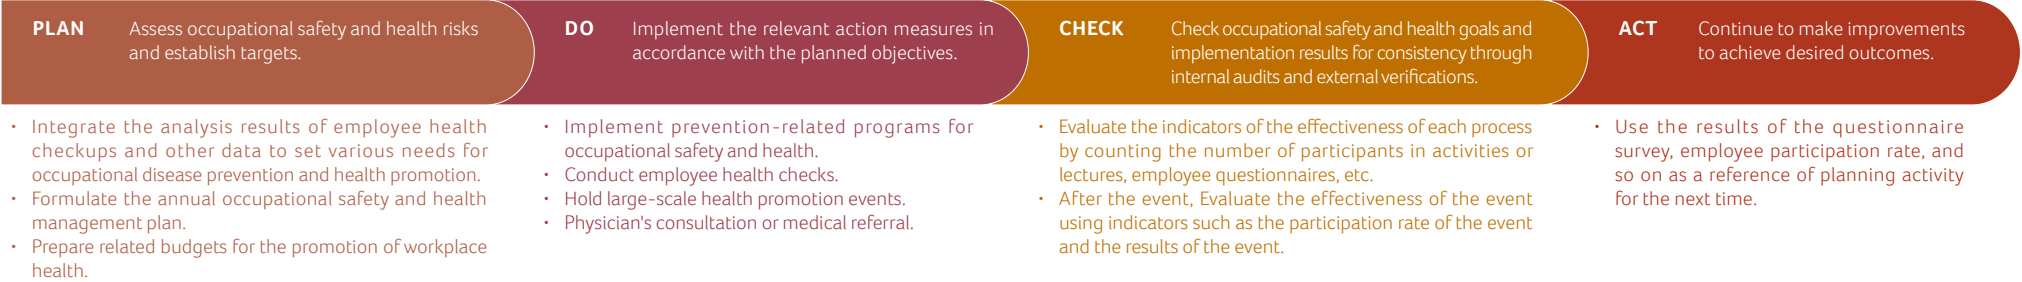 PLAN
Assess occupational safety and health risks
and establish targets.
• Integrate the analysis results of employee health
checkups and other data to set various needs for
occupational disease prevention and health promotion.
• Formulate the annual occupational safety and health
management plan.
• Prepare related budgets for the promotion of workplace
health.
DO
Implement the relevant action measures in
accordance with the planned objectives.
• Implement prevention-related programs for
occupational safety and health.
• Conduct employee health checks.
• Hold large-scale health promotion events.
• Physician's consultation or medical referral.
CHECK
Check occupational safety and health goals and
implementation results for consistency through
internal audits and external verifications.
• Evaluate the indicators of the effectiveness of each process
by counting the number of participants in activities or
lectures, employee questionnaires, etc.
• After the event, Evaluate the effectiveness of the event
using indicators such as the participation rate of the event
and the results of the event.
ACT
Continue to make improvements
to achieve desired outcomes.
• Use the results of the questionnaire
survey, employee participation rate, and
so on as a reference of planning activity
for the next time.